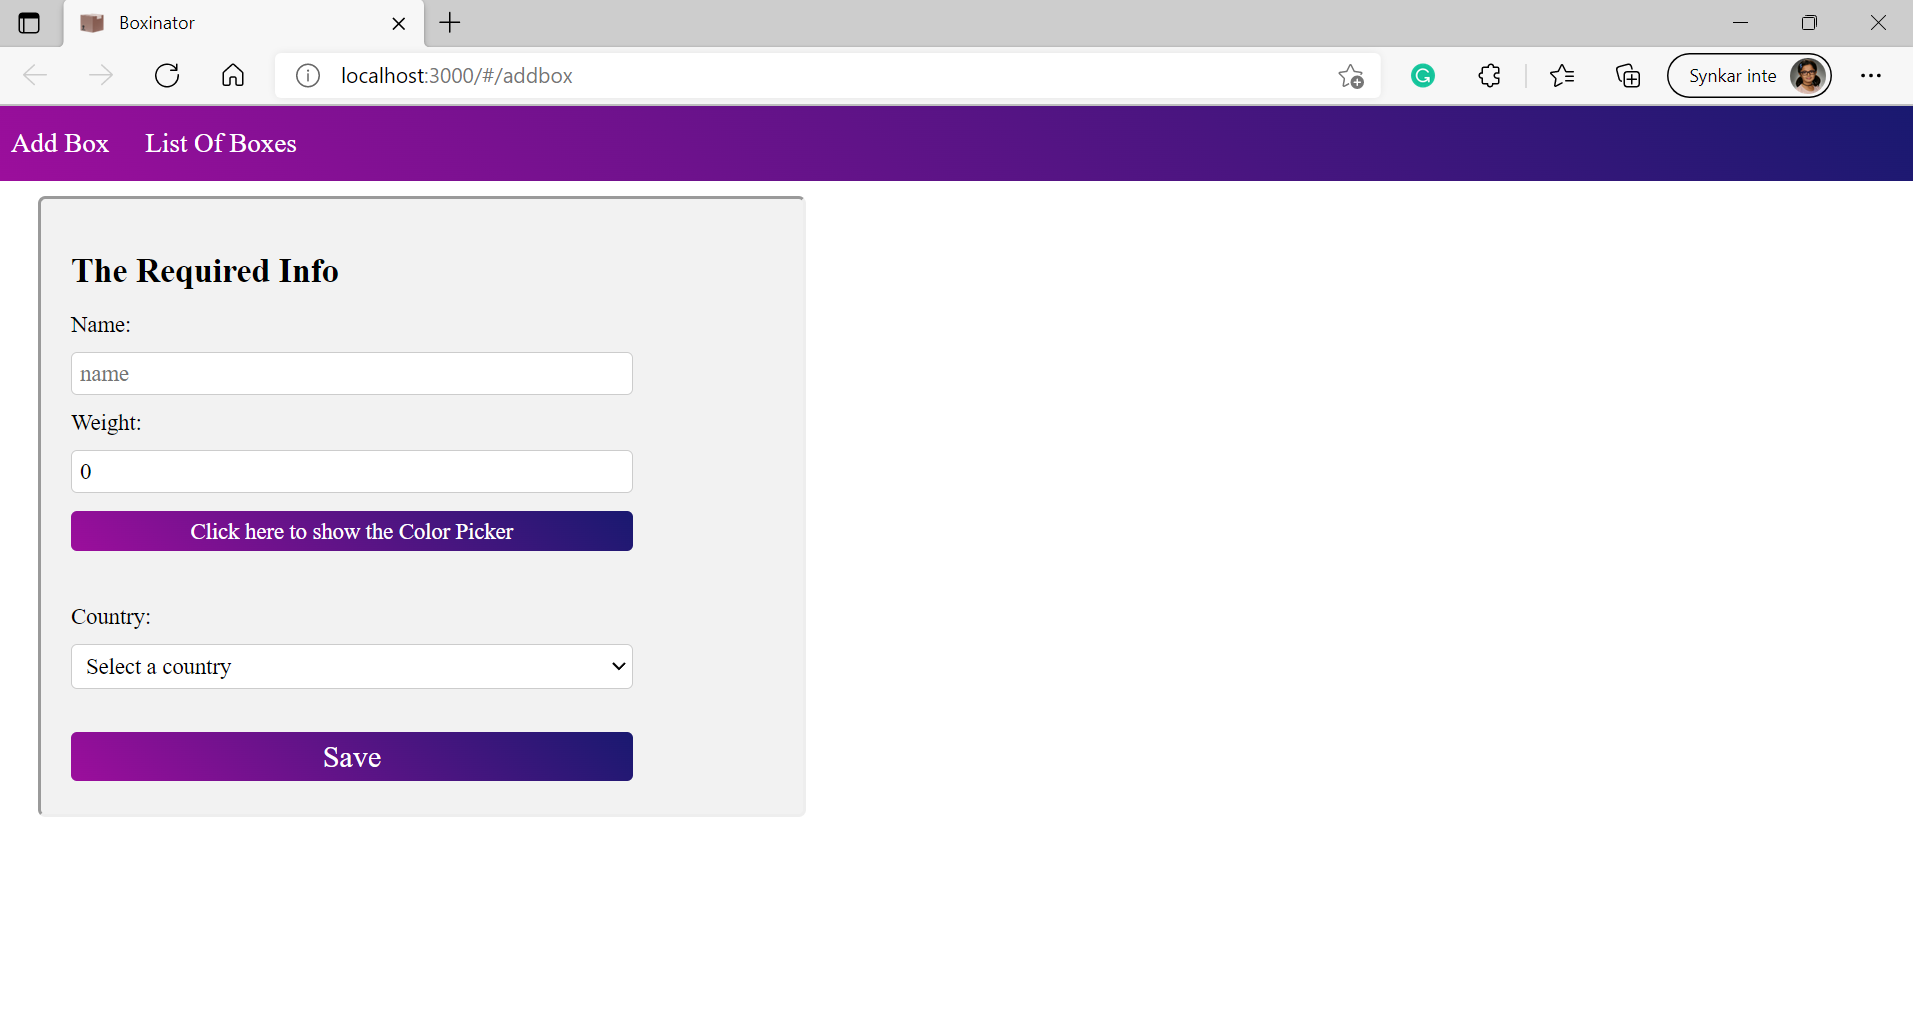 Boxinator
localhost:3000/#/addbox
Synkar inte
Add Box List Of Boxes
The Required Info
Name:
name
Weight:
0
Click here to show the Color Picker
Country:
Select a country
Save